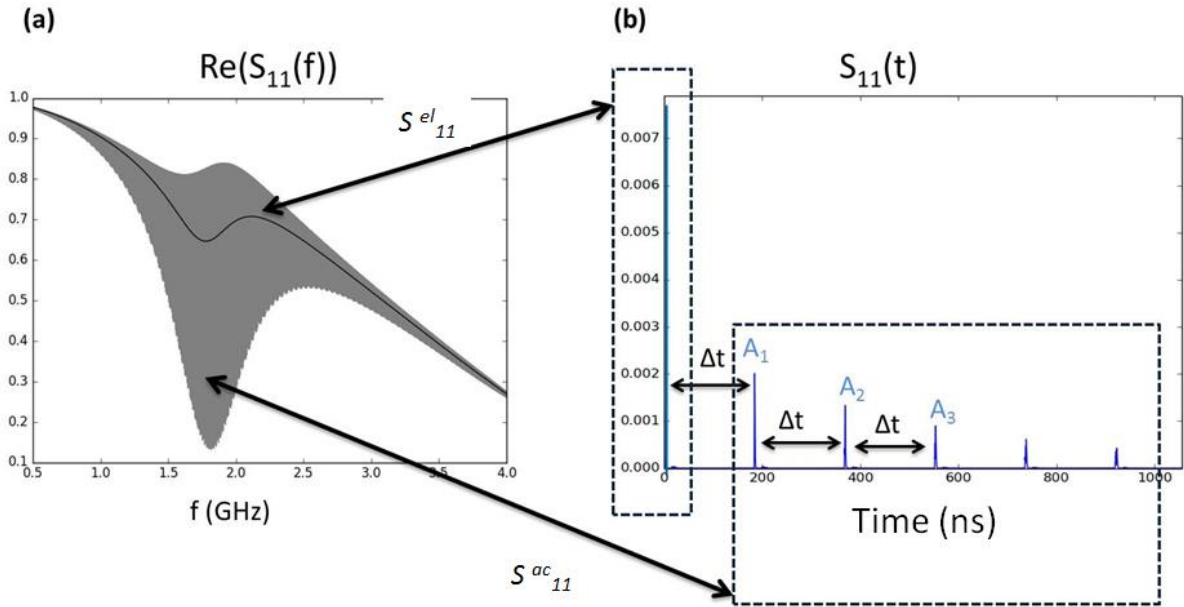 (a)
Re(S₁₁(f))
1.0
0.9
0.8
0.7
0.6
0.5
0.4
0.3
0.2
0.1
0.5 1.0 1.5 2.0 2.5 3.0 3.5 4.0
f (GHz)
S ᵉˡ₁₁
S ᵃᶜ₁₁
(b)
S₁₁(t)
0.007
0.006
0.005
0.004
0.003
0.002
0.001
0.000
0 200 400 600 800 1000
Time (ns)
Δt
A₁
Δt
A₂
Δt
A₃